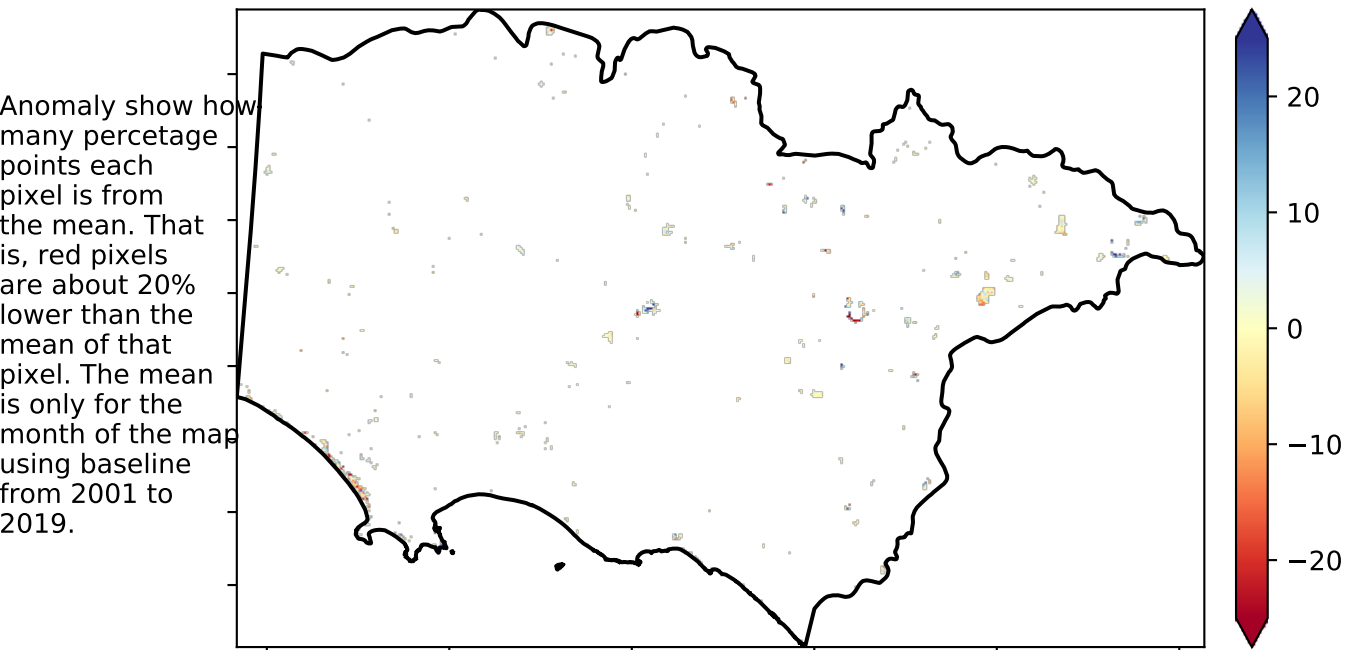 Anomaly show how
many percetage
points each
pixel is from
the mean. That
is, red pixels
are about 20%
lower than the
mean of that
pixel. The mean
is only for the
month of the map
using baseline
from 2001 to
2019.
20
10
0
−10
−20